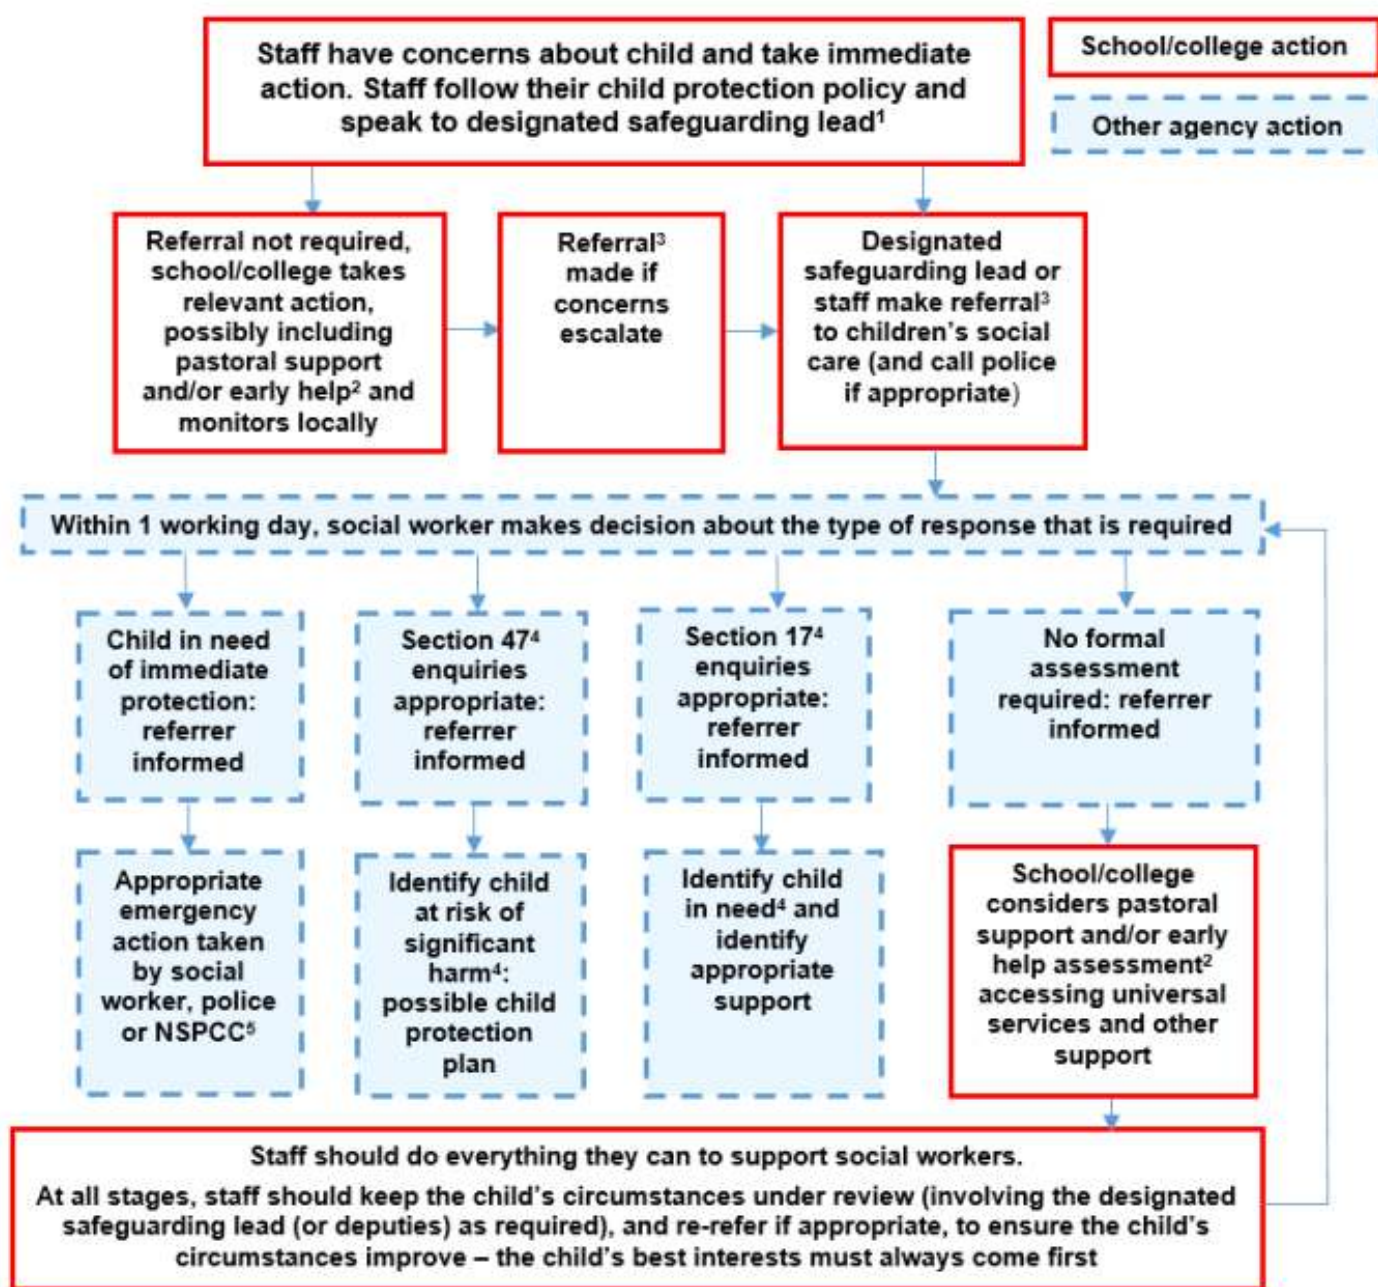 Staff have concerns about child and take immediate
action. Staff follow their child protection policy and
speak to designated safeguarding lead¹
School/college action
Other agency action
Referral not required,
school/college takes
relevant action,
possibly including
pastoral support
and/or early help² and
monitors locally
Referral³
made if
concerns
escalate
Designated
safeguarding lead or
staff make referral³
to children's social
care (and call police
if appropriate)
Within 1 working day, social worker makes decision about the type of response that is required
Child in need
of immediate
protection:
referrer
informed
Section 47⁴
enquiries
appropriate:
referrer
informed
Section 17⁴
enquiries
appropriate:
referrer
informed
No formal
assessment
required: referrer
informed
Appropriate
emergency
action taken
by social
worker, police
or NSPCC⁵
Identify child
at risk of
significant
harm⁴:
possible child
protection
plan
Identify child
in need⁴ and
identify
appropriate
support
School/college
considers pastoral
support and/or early
help assessment²
accessing universal
services and other
support
Staff should do everything they can to support social workers.
At all stages, staff should keep the child's circumstances under review (involving the designated
safeguarding lead (or deputies) as required), and re-refer if appropriate, to ensure the child's
circumstances improve – the child's best interests must always come first